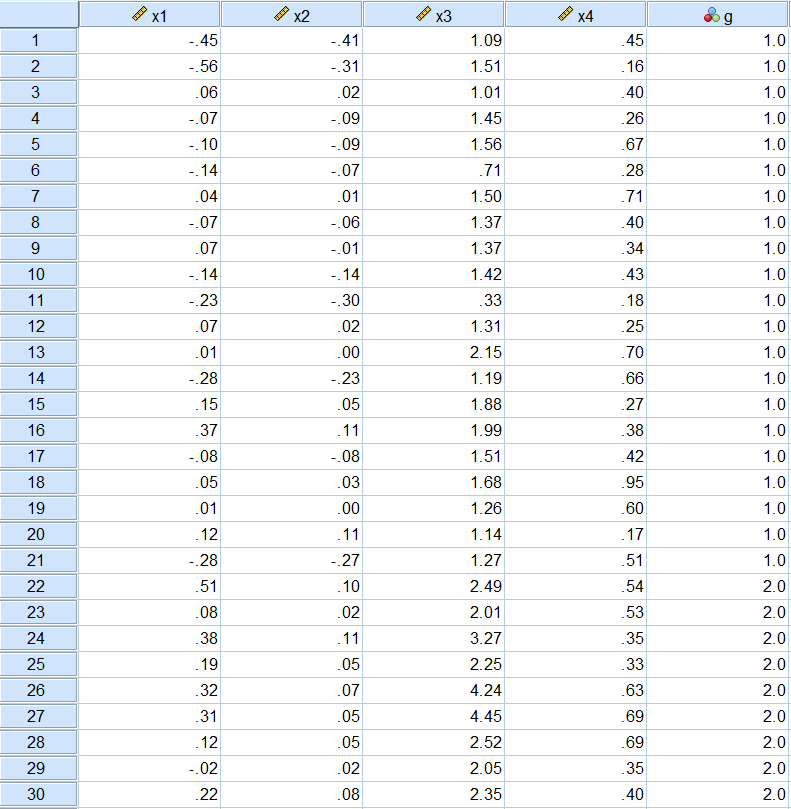 x1 x2 x3 x4 g
1 -.45 -.41 1.09 .45 1.0
2 -.56 -.31 1.51 .16 1.0
3 .06 .02 1.01 .40 1.0
4 -.07 -.09 1.45 .26 1.0
5 -.10 -.09 1.56 .67 1.0
6 -.14 -.07 .71 .28 1.0
7 .04 .01 1.50 .71 1.0
8 -.07 -.06 1.37 .40 1.0
9 .07 -.01 1.37 .34 1.0
10 -.14 -.14 1.42 .43 1.0
11 -.23 -.30 .33 .18 1.0
12 .07 .02 1.31 .25 1.0
13 .01 .00 2.15 .70 1.0
14 -.28 -.23 1.19 .66 1.0
15 .15 .05 1.88 .27 1.0
16 .37 .11 1.99 .38 1.0
17 -.08 -.08 1.51 .42 1.0
18 .05 .03 1.68 .95 1.0
19 .01 .00 1.26 .60 1.0
20 .12 .11 1.14 .17 1.0
21 -.28 -.27 1.27 .51 1.0
22 .51 .10 2.49 .54 2.0
23 .08 .02 2.01 .53 2.0
24 .38 .11 3.27 .35 2.0
25 .19 .05 2.25 .33 2.0
26 .32 .07 4.24 .63 2.0
27 .31 .05 4.45 .69 2.0
28 .12 .05 2.52 .69 2.0
29 -.02 .02 2.05 .35 2.0
30 .22 .08 2.35 .40 2.0